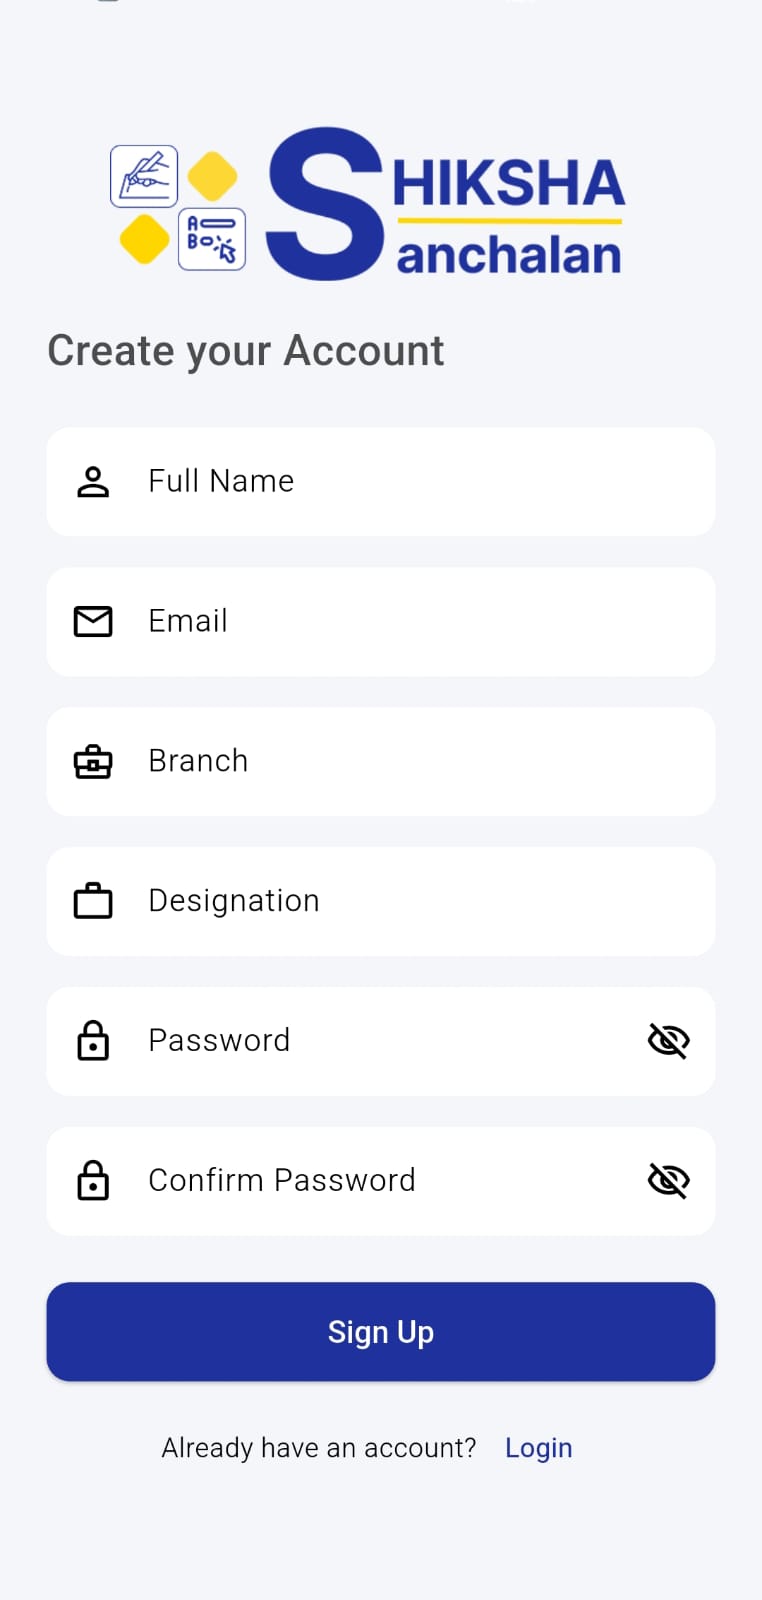 SHIKSHA
Sanchalan
A
B
Create your Account
Full Name
Email
Branch
Designation
Password
Confirm Password
Sign Up
Already have an account? Login